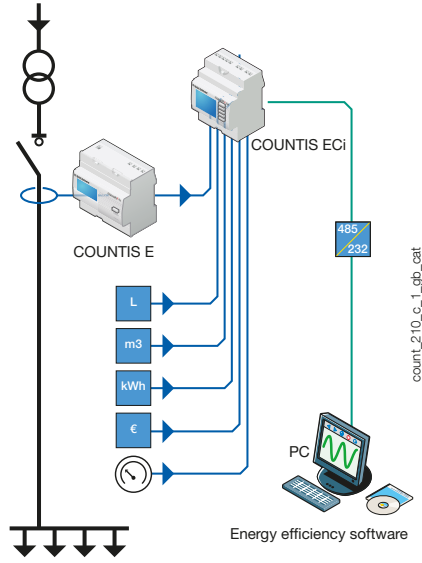 COUNTIS ECi
COUNTIS E
485
232
L
m3
kWh
€
PC
Energy efficiency software
count_210_c_1_gb_cat